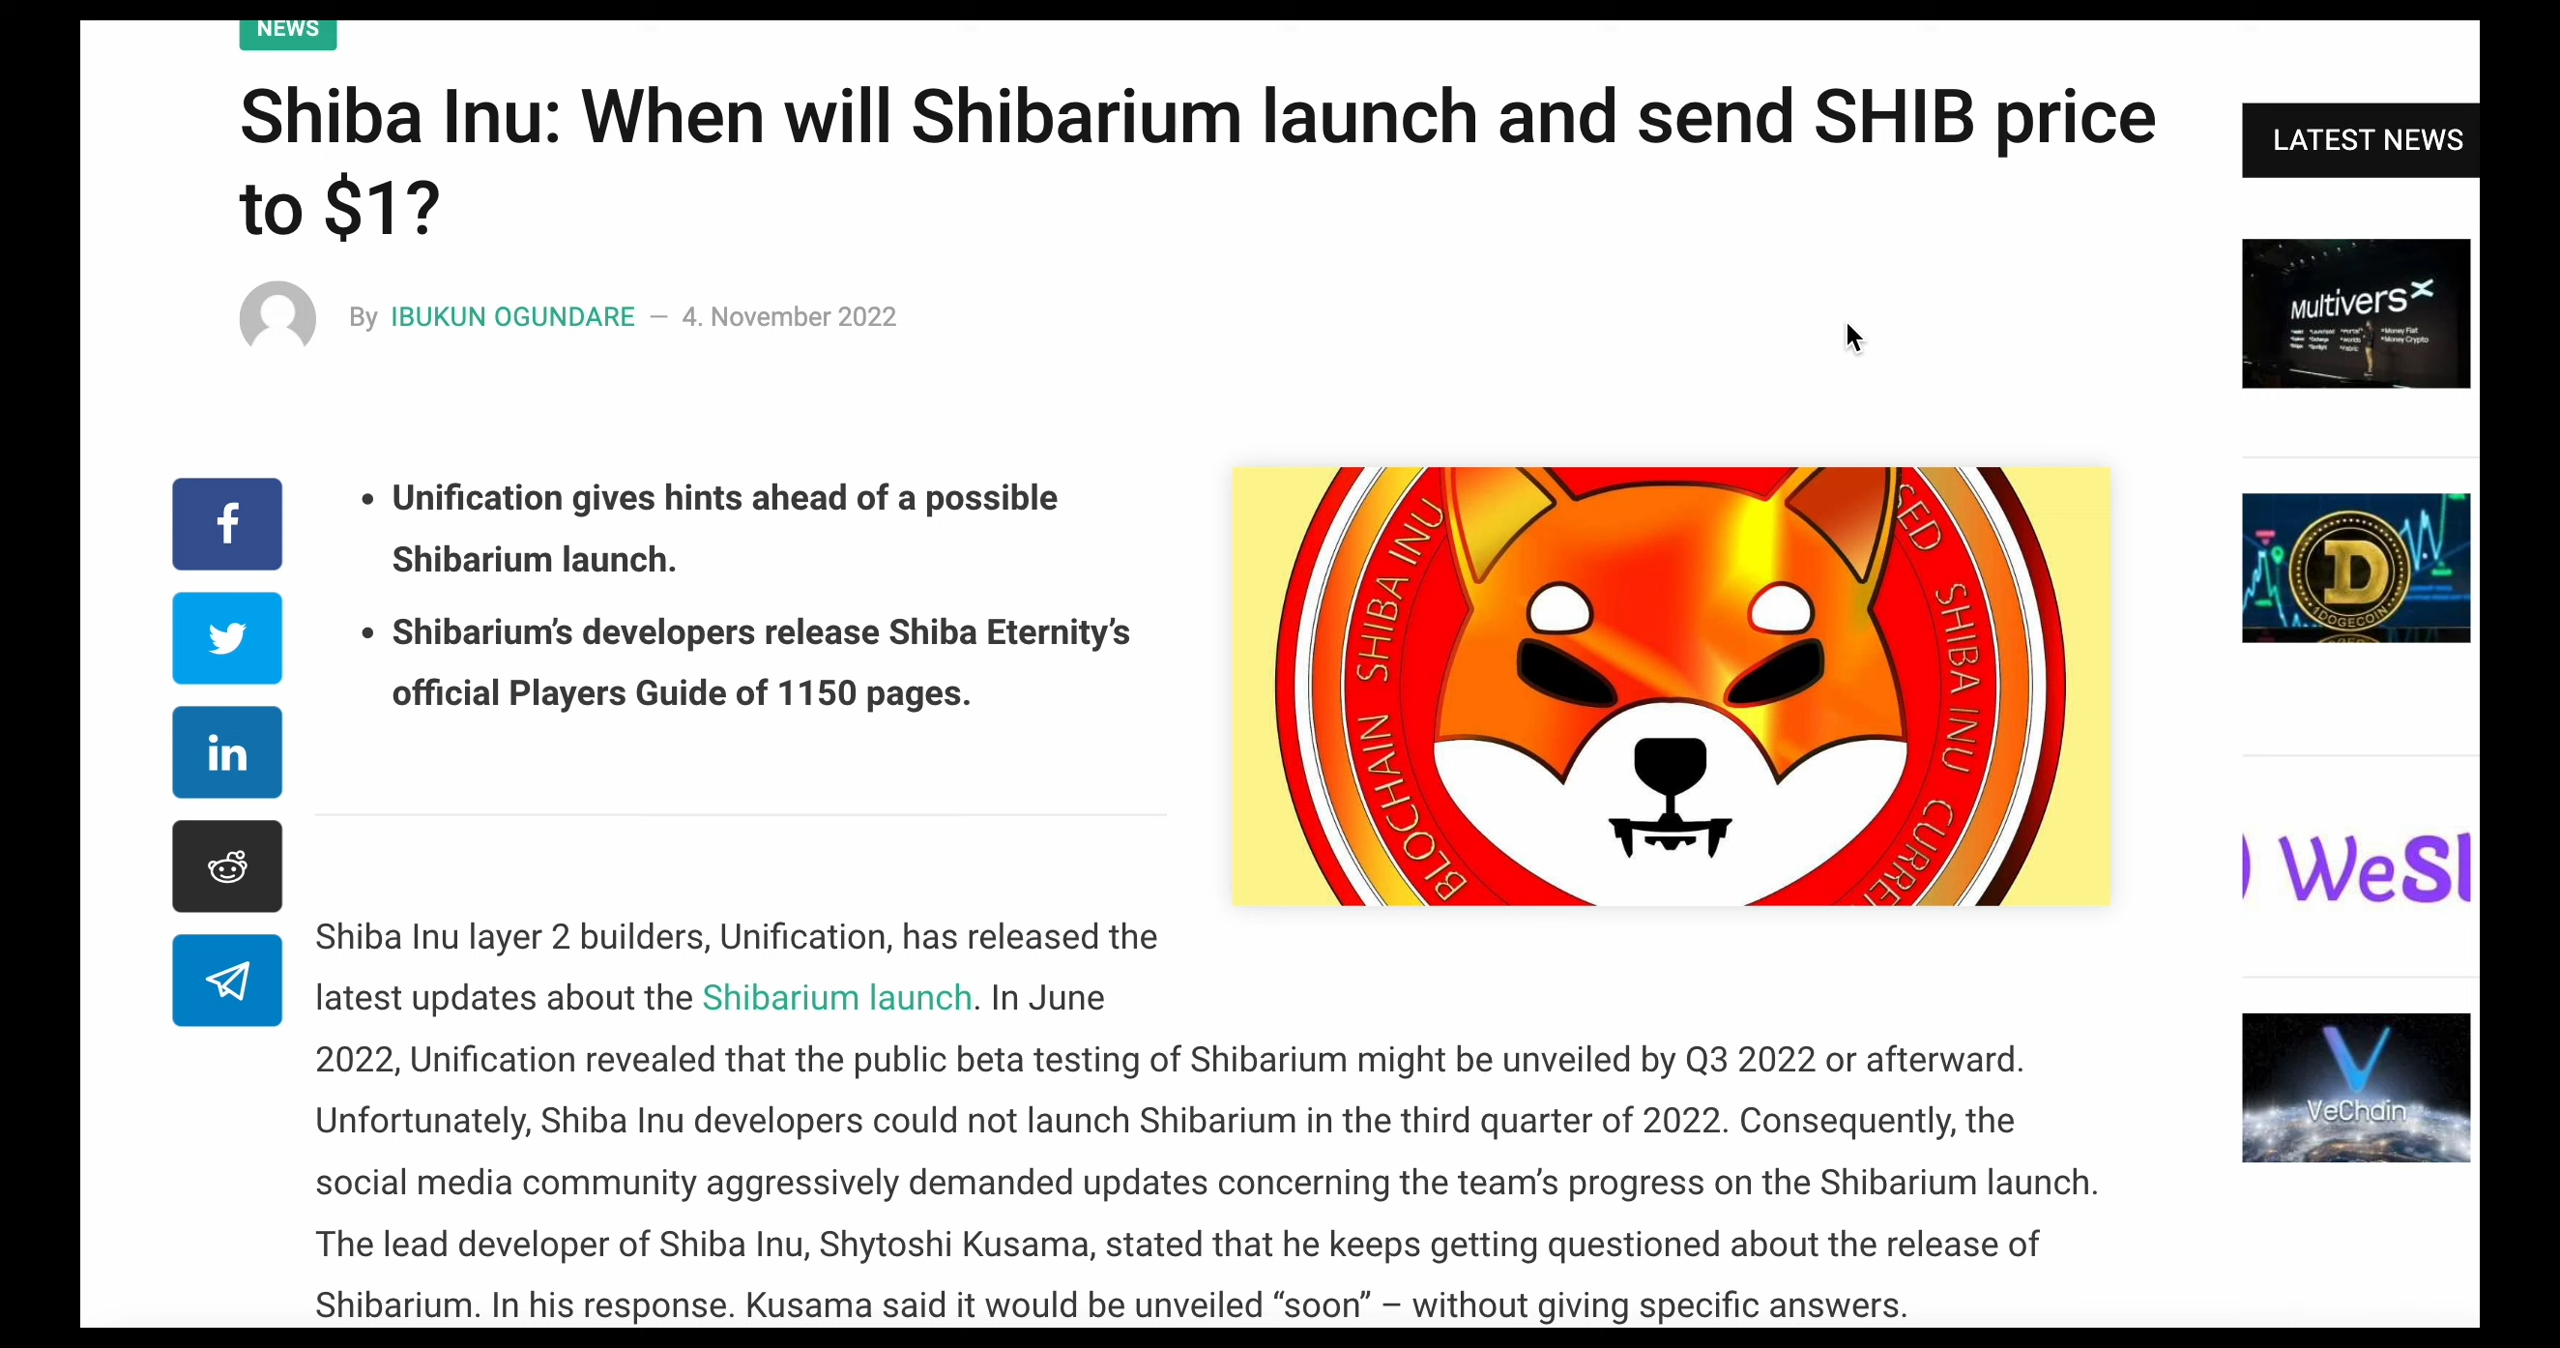 NEWS
Shiba Inu: When will Shibarium launch and send SHIB price
to $1?
By IBUKUN OGUNDARE — 4. November 2022
Unification gives hints ahead of a possible
Shibarium launch.
Shibarium’s developers release Shiba Eternity’s
official Players Guide of 1150 pages.
BLOCHAIN SHIBA INU
SED SHIBA INU CURRE
Shiba Inu layer 2 builders, Unification, has released the
latest updates about the Shibarium launch. In June
2022, Unification revealed that the public beta testing of Shibarium might be unveiled by Q3 2022 or afterward.
Unfortunately, Shiba Inu developers could not launch Shibarium in the third quarter of 2022. Consequently, the
social media community aggressively demanded updates concerning the team’s progress on the Shibarium launch.
The lead developer of Shiba Inu, Shytoshi Kusama, stated that he keeps getting questioned about the release of
Shibarium. In his response. Kusama said it would be unveiled “soon” – without giving specific answers.
LATEST NEWS
MultiversX
DOGECOIN
WeSl
VeChain